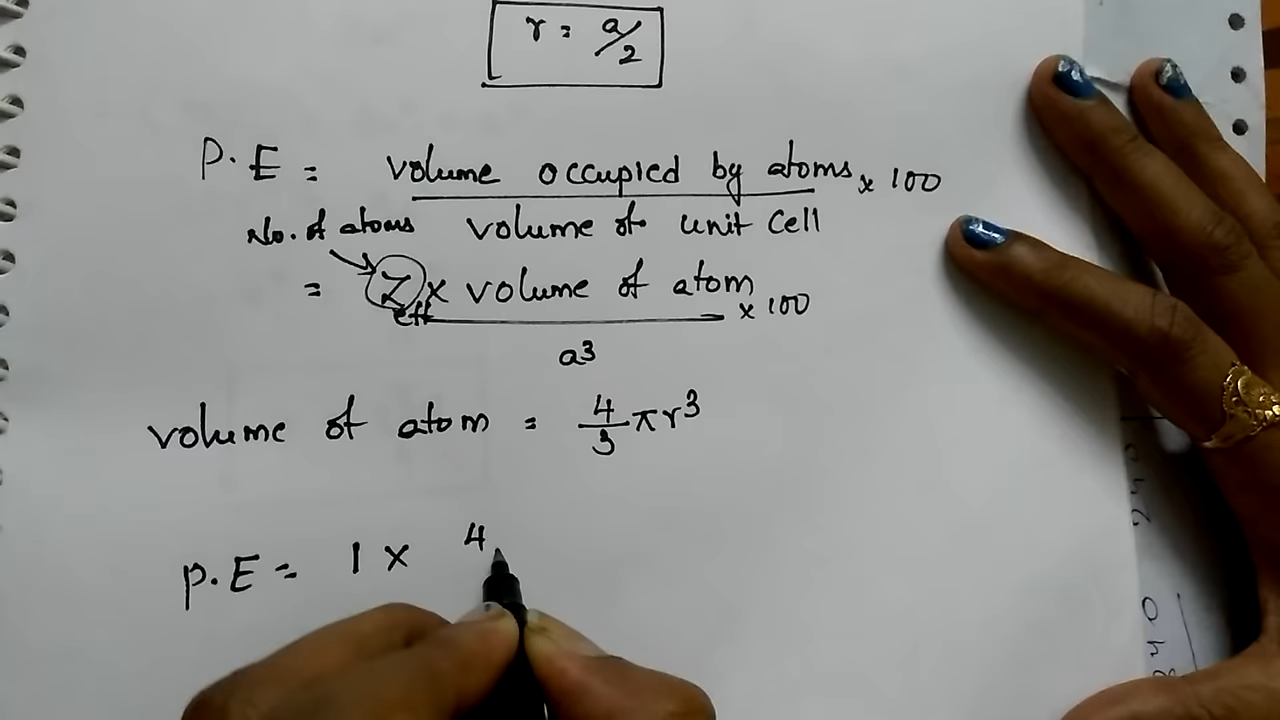 r = a/2
P.E = volume occupied by atoms x 100
No. of atoms volume of unit cell
= Zeff x volume of atom x 100
a³
volume of atom = 4/3 πr³
p.E = 1 x 4